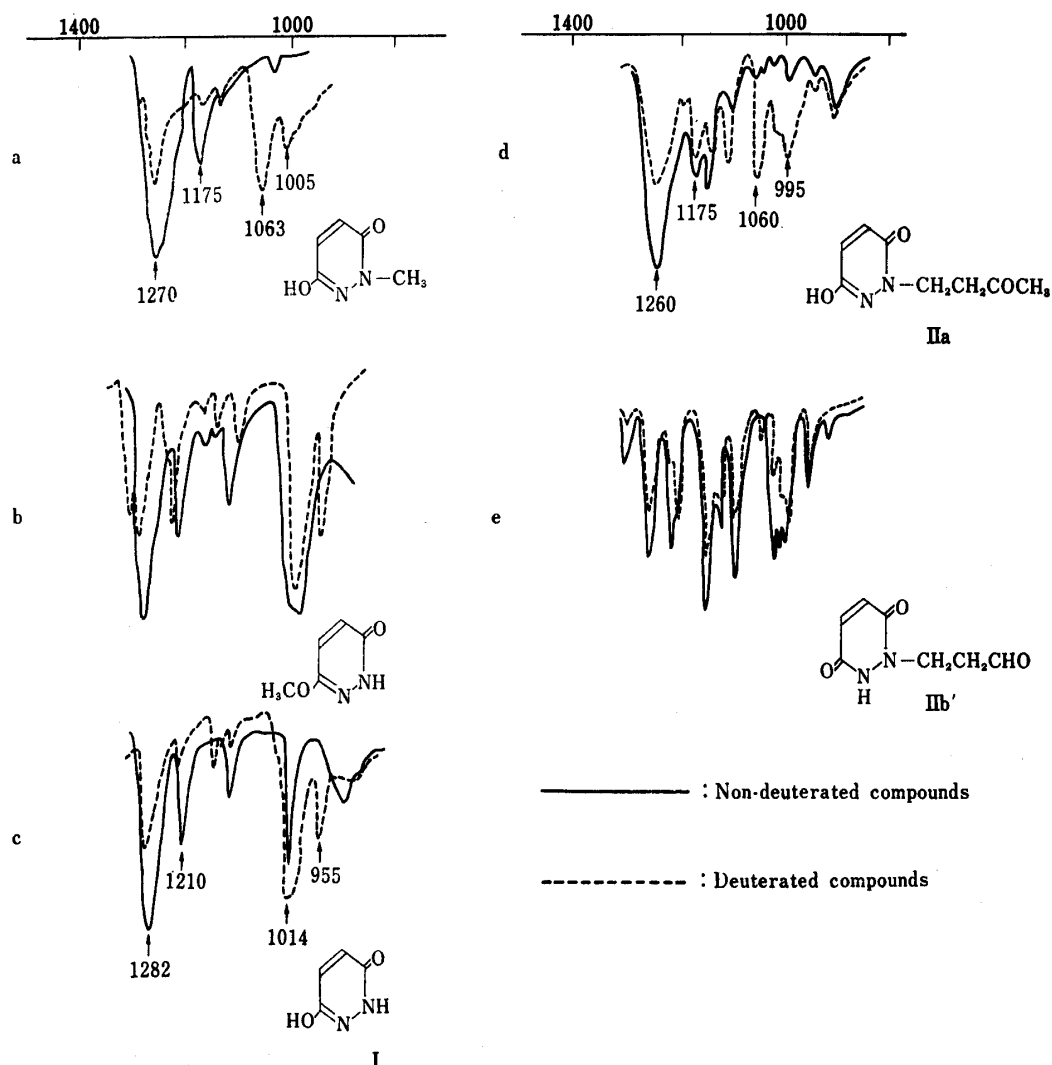 1400 1000
a
1175
1005
1063
1270
O
HO N N—CH₃
b
O
H₃CO N NH
c
1210
955
1014
1282
O
HO N NH
I
1400 1000
d
1175
1060
995
1260
O
HO N N—CH₂CH₂COCH₃
IIa
e
O
O N N—CH₂CH₂CHO
H
IIb′
: Non-deuterated compounds
: Deuterated compounds